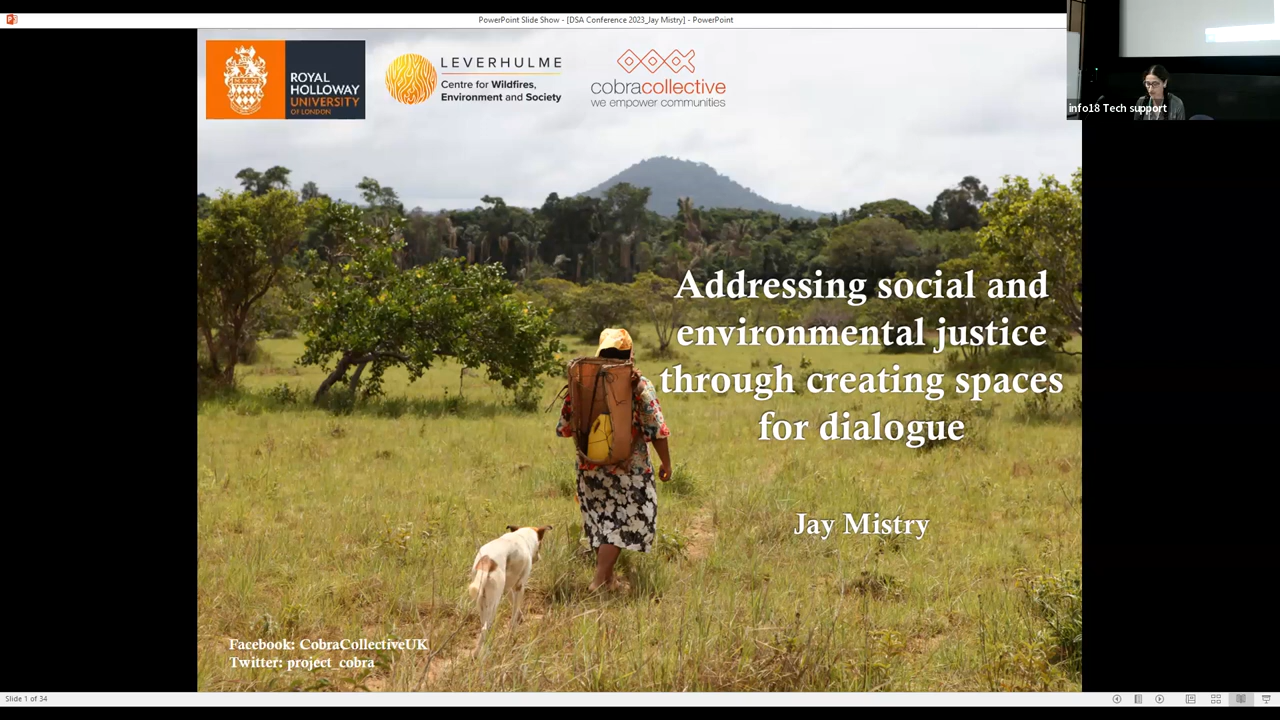 PowerPoint Slide Show - [DSA Conference 2023_Jay Mistry] - PowerPoint
ROYAL
HOLLOWAY
UNIVERSITY
OF LONDON
LEVERHULME
Centre for Wildfires,
Environment and Society
cobracollective
we empower communities
info18 Tech support
Addressing social and
environmental justice
through creating spaces
for dialogue
Jay Mistry
Facebook: CobraCollectiveUK
Twitter: project_cobra
Slide 1 of 34